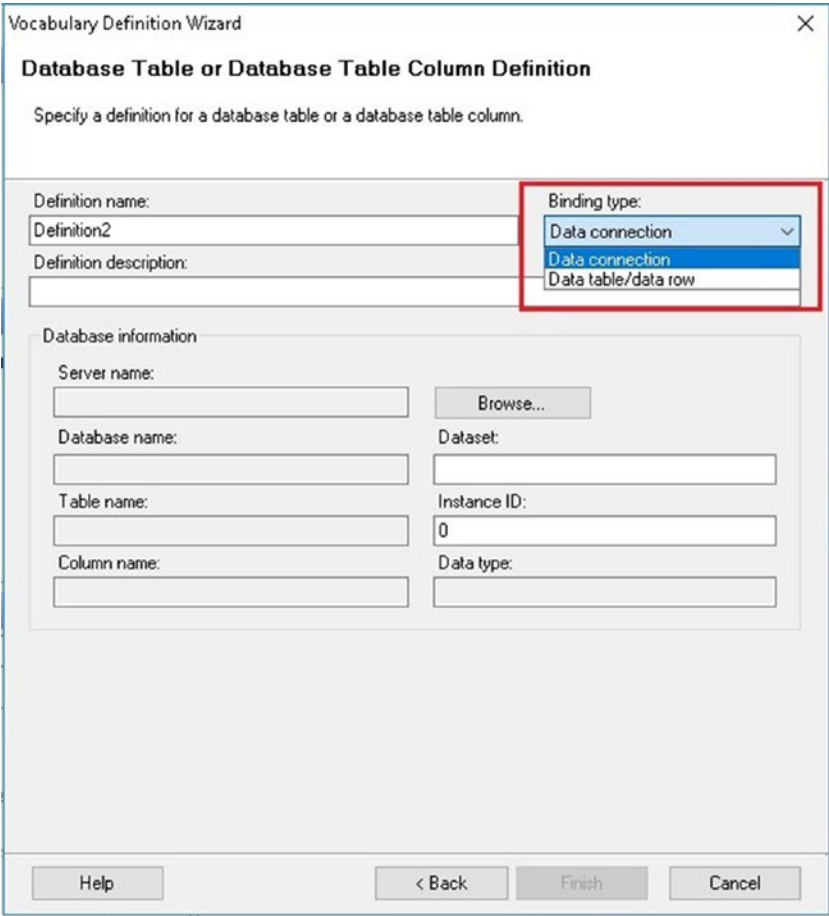 Vocabulary Definition Wizard
Database Table or Database Table Column Definition
Specify a definition for a database table or a database table column.
Definition name:
Binding type:
Definition2
Data connection
Definition description:
Data connection
Data table/data row
Database information
Server name:
Browse...
Database name:
Dataset:
Table name:
Instance ID:
0
Column name:
Data type:
Help
< Back
Finish
Cancel